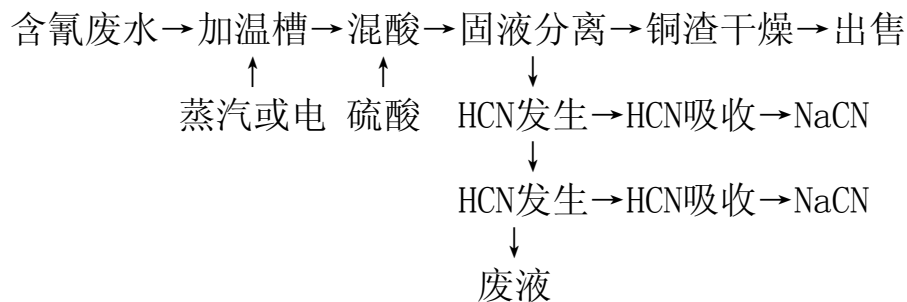 含氰废水→加温槽→混酸→固液分离→铜渣干燥→出售
↑ ↑ ↓
蒸汽或电 硫酸 HCN发生→HCN吸收→NaCN
↓
HCN发生→HCN吸收→NaCN
↓
废液